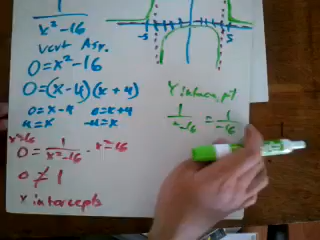 1
x²-16
Vert Asy.
0=x²-16
0=(x-4)(x+4)
0=x-4 0=x+4
4=x -4=x
x²-16
0= 1/(x²-16) · x²-16
0 ≠ 1
x intercepts
-5 5
Y intercept
1/(²-16) = 1/-16